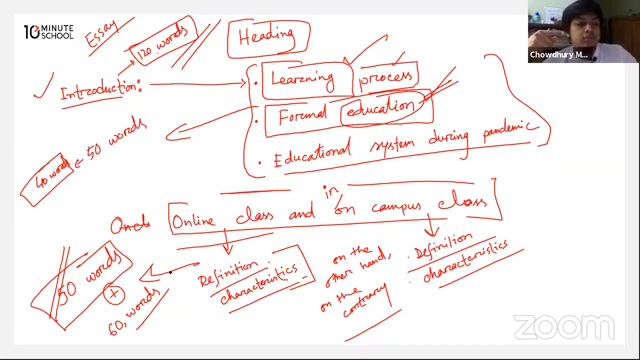 10 MINUTE SCHOOL
Essay
120 words
Heading
Chowdhury M...
Introduction:
. Learning process
. Formal education
. Educational system during pandemic
50 words
40 words
in
Online class and on campus class
50 words
+
60 words
Definition
characteristics
on the
other hand,
on the
contrary
. Definition
. characteristics
zoom